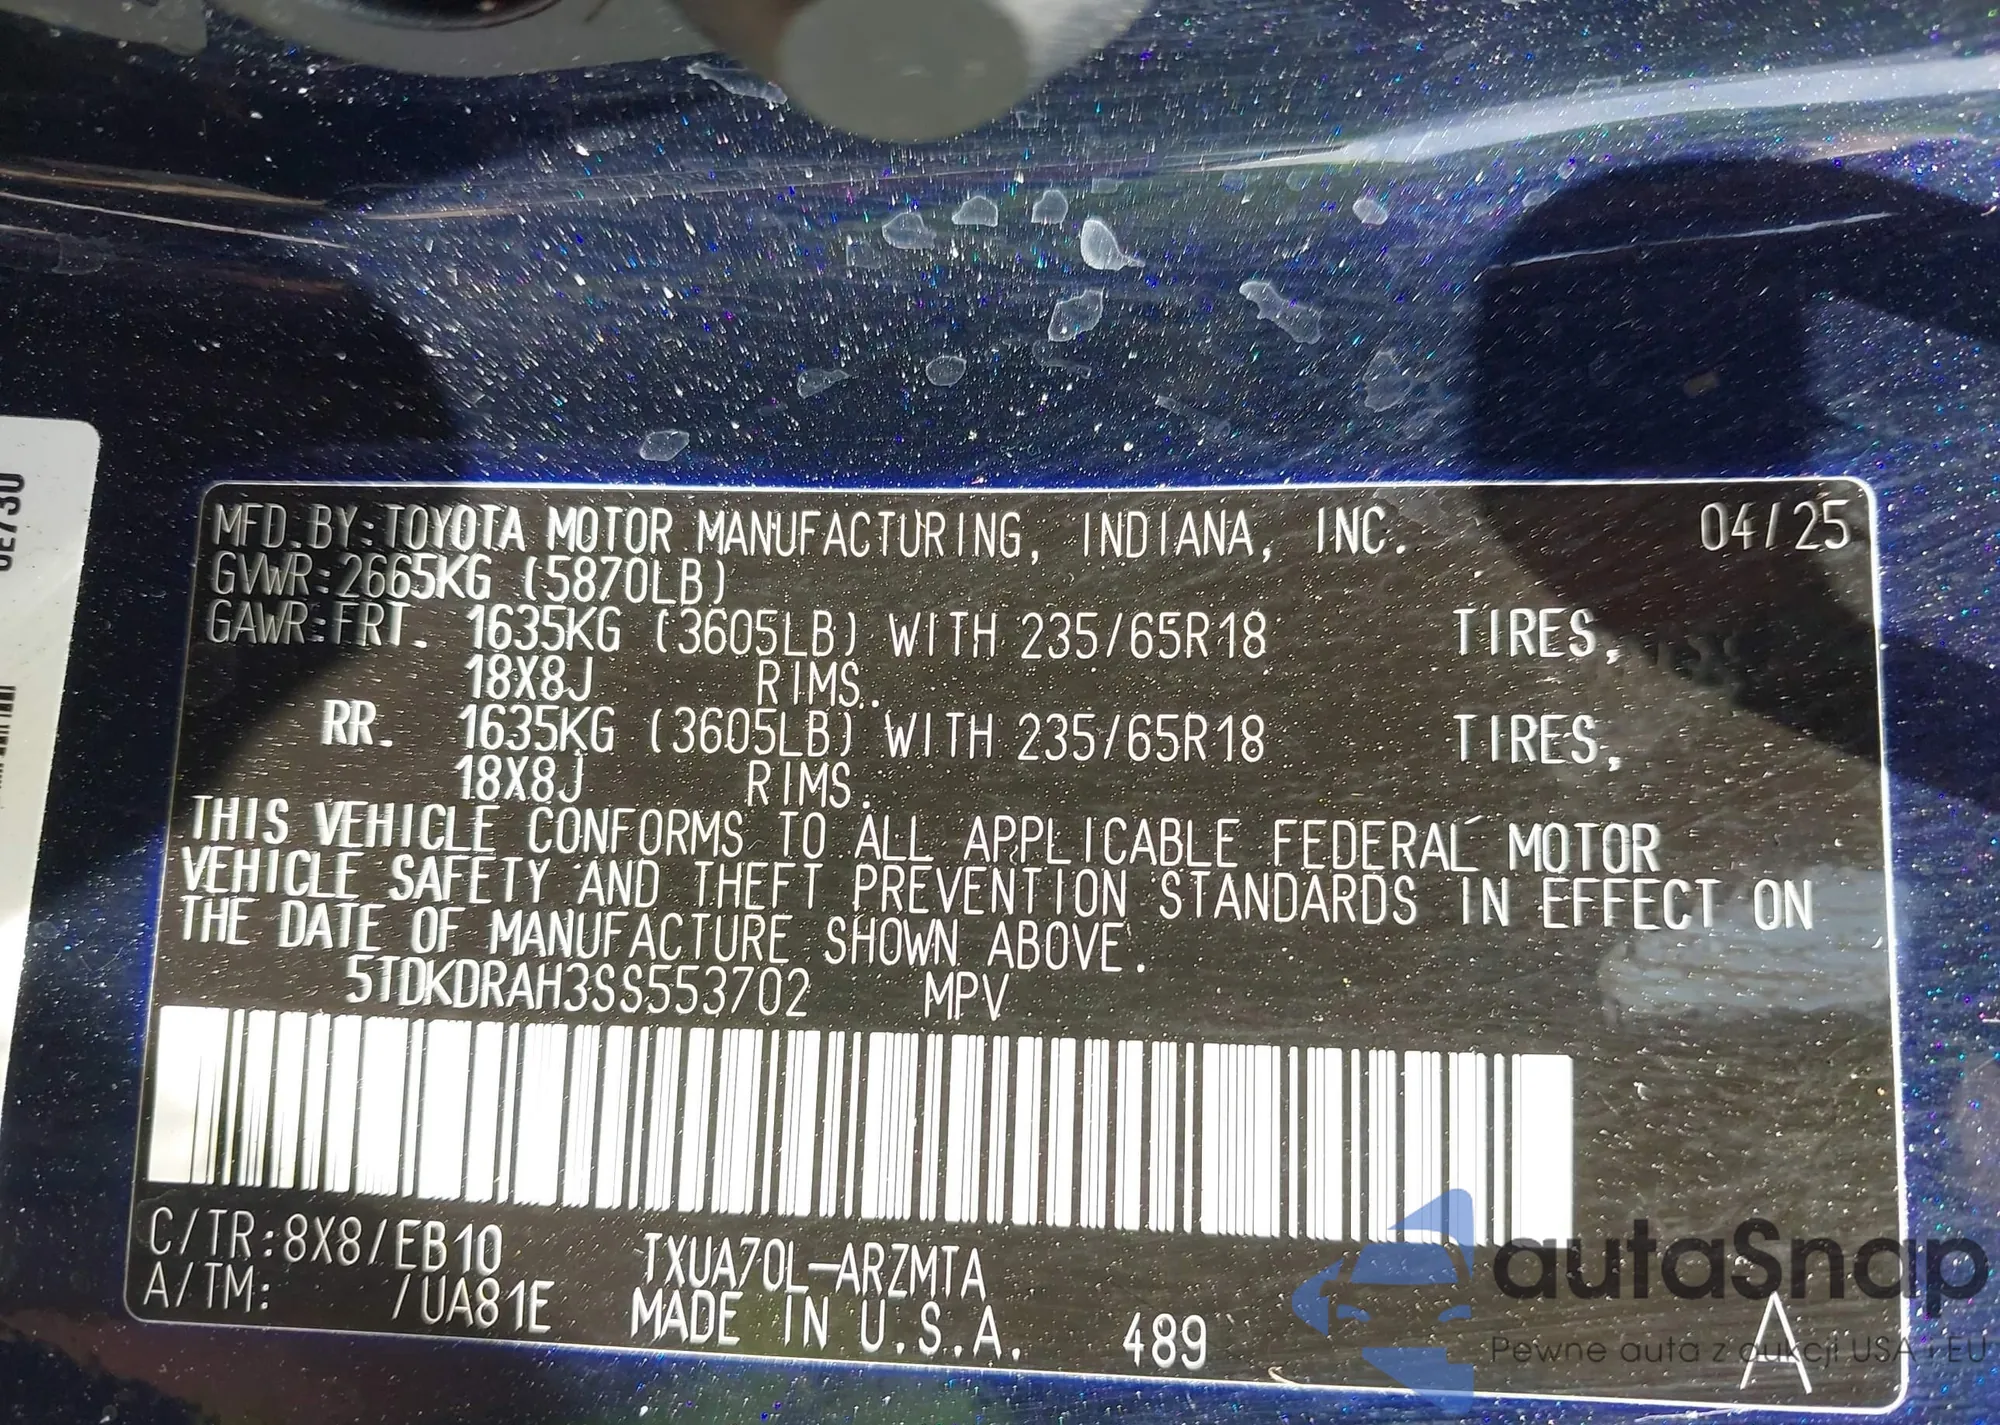 MFD.BY:TOYOTA MOTOR MANUFACTURING, INDIANA, INC. 04/25
GVWR:2665KG (5870LB)
GAWR:FRT. 1635KG (3605LB) WITH 235/65R18 TIRES,
18X8J RIMS.
RR. 1635KG (3605LB) WITH 235/65R18 TIRES,
18X8J RIMS.
THIS VEHICLE CONFORMS TO ALL APPLICABLE FEDERAL MOTOR
VEHICLE SAFETY AND THEFT PREVENTION STANDARDS IN EFFECT ON
THE DATE OF MANUFACTURE SHOWN ABOVE.
5TDKDRAH3SS553702 MPV
C/TR:8X8/EB10 TXUA70L-ARZMTA
A/TM: /UA81E MADE IN U.S.A. 489 A
autoSnap
Pewne auta z aukcji USA i EU